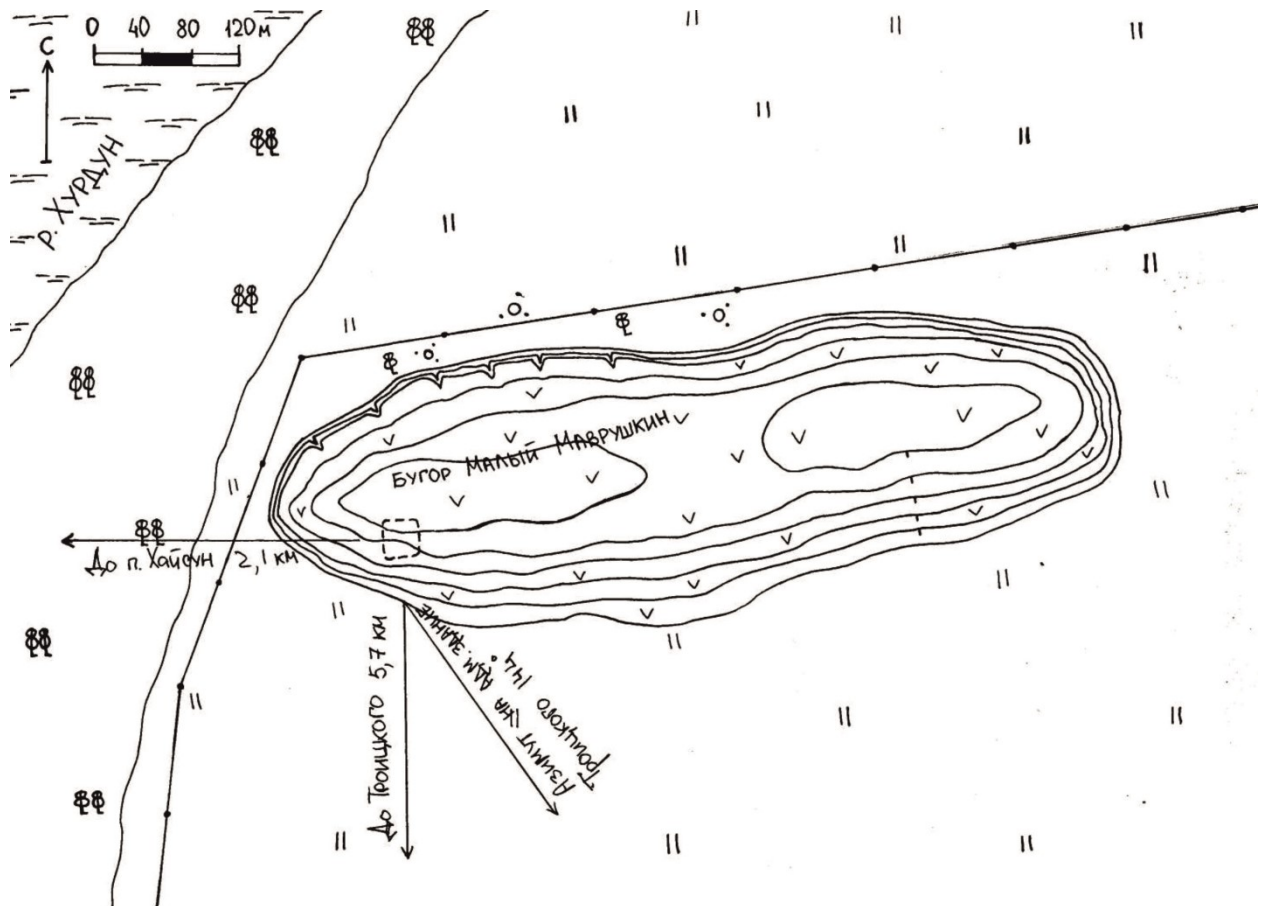 0 40 80 120 м
С
р. Хурдун
Бугор Малый Маврушкин
До п. Хайсун 2,1 км
До Троицкого 5,7 км
Азимут на адм. здание
Троицкого 144°